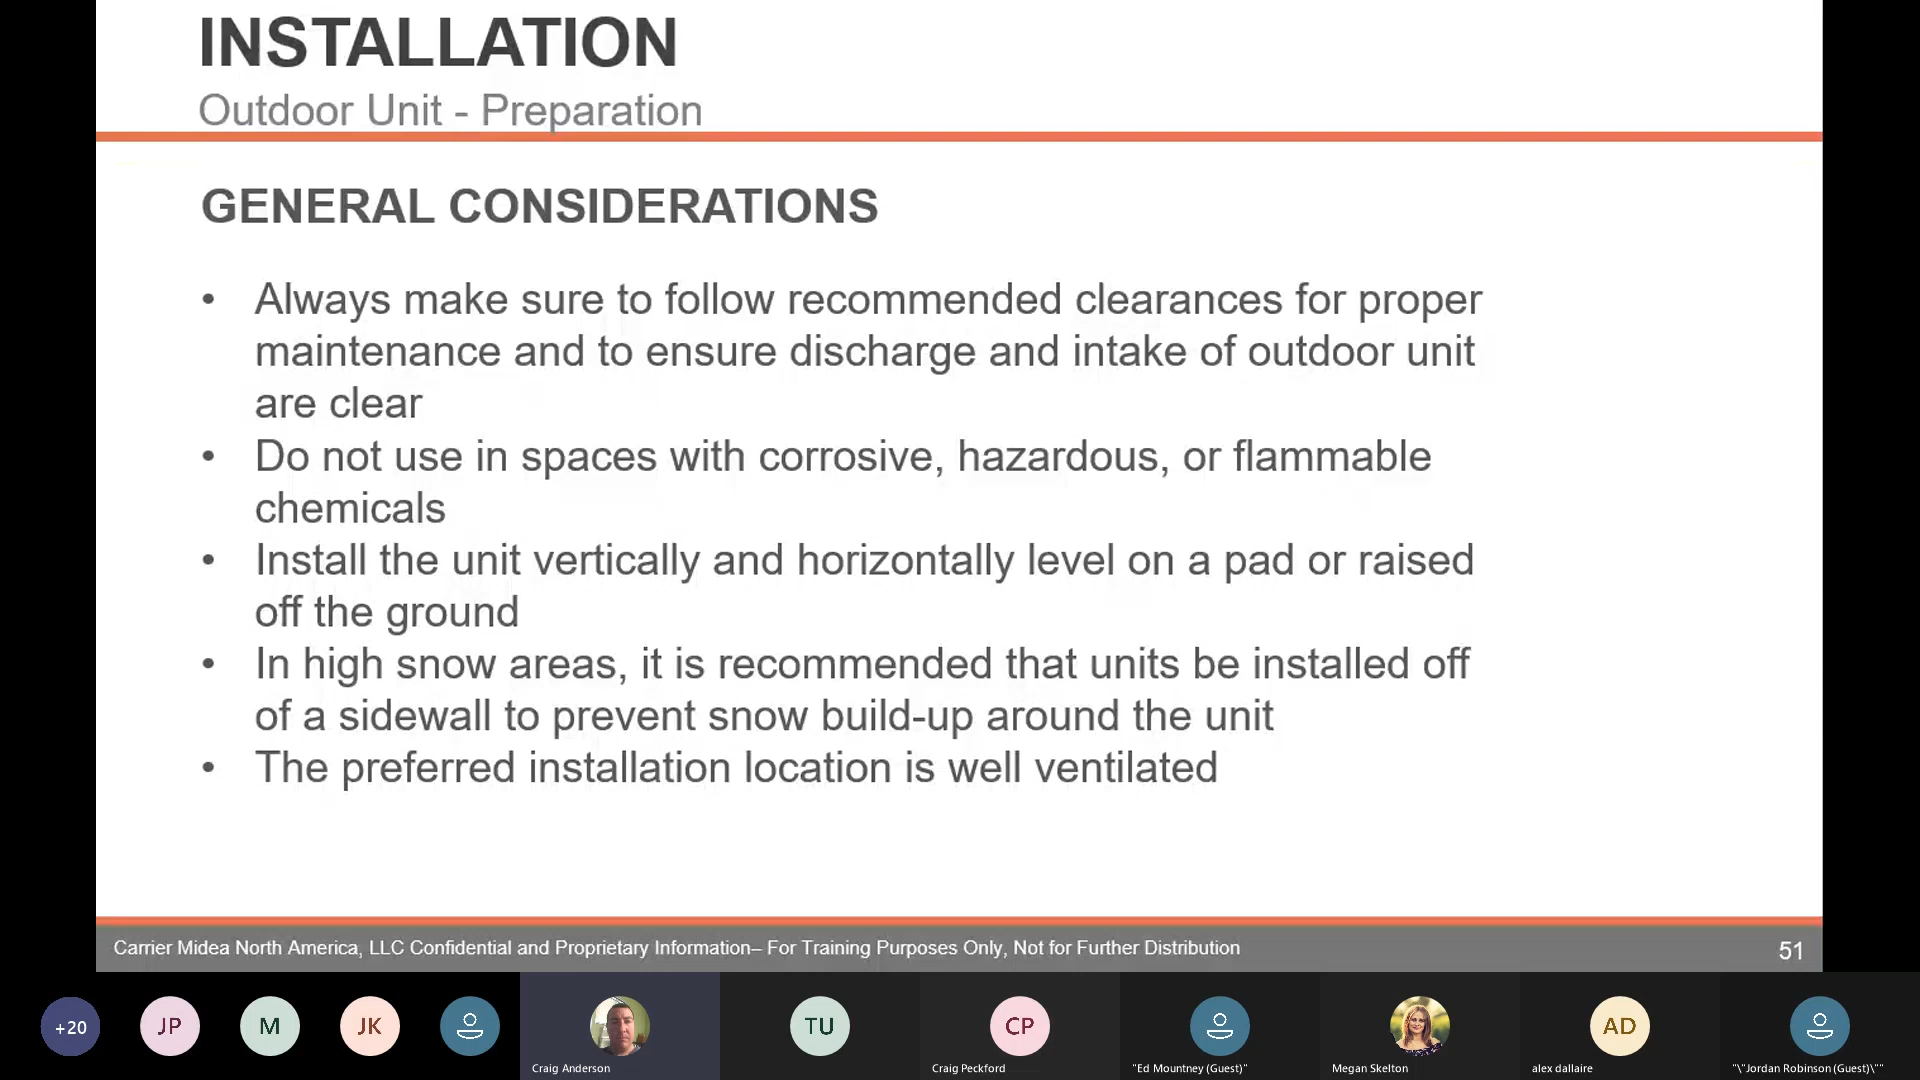 INSTALLATION
Outdoor Unit - Preparation
GENERAL CONSIDERATIONS
• Always make sure to follow recommended clearances for proper
maintenance and to ensure discharge and intake of outdoor unit
are clear
• Do not use in spaces with corrosive, hazardous, or flammable
chemicals
• Install the unit vertically and horizontally level on a pad or raised
off the ground
• In high snow areas, it is recommended that units be installed off
of a sidewall to prevent snow build-up around the unit
• The preferred installation location is well ventilated
Carrier Midea North America, LLC Confidential and Proprietary Information– For Training Purposes Only, Not for Further Distribution
51
+20
JP
M
JK
Craig Anderson
TU
CP
Craig Peckford
"Ed Mountney (Guest)"
Megan Skelton
AD
alex dallaire
"\"Jordan Robinson (Guest)\""